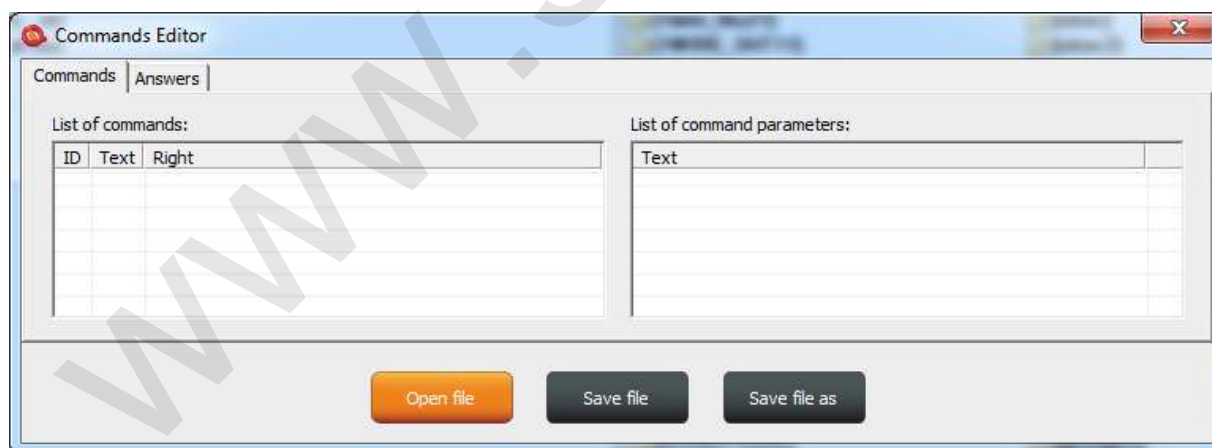 Commands Editor
Commands Answers
List of commands: List of command parameters:
ID Text Right Text
Open file Save file Save file as
www.s